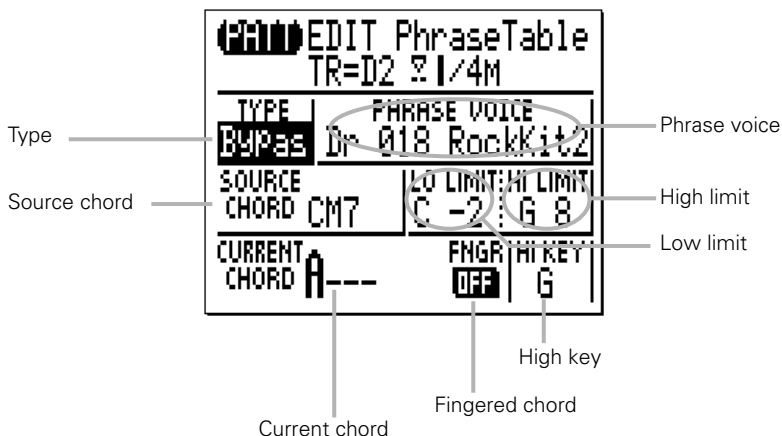 PATT EDIT PhraseTable
TR=D2 /4M
TYPE PHRASE VOICE
Bypas Dr 018 RockKit2
SOURCE CHORD CM7
LO LIMIT C -2
HI LIMIT G 8
CURRENT CHORD A---
FNGR OFF
HI KEY G
Type
Source chord
Phrase voice
High limit
Low limit
High key
Fingered chord
Current chord